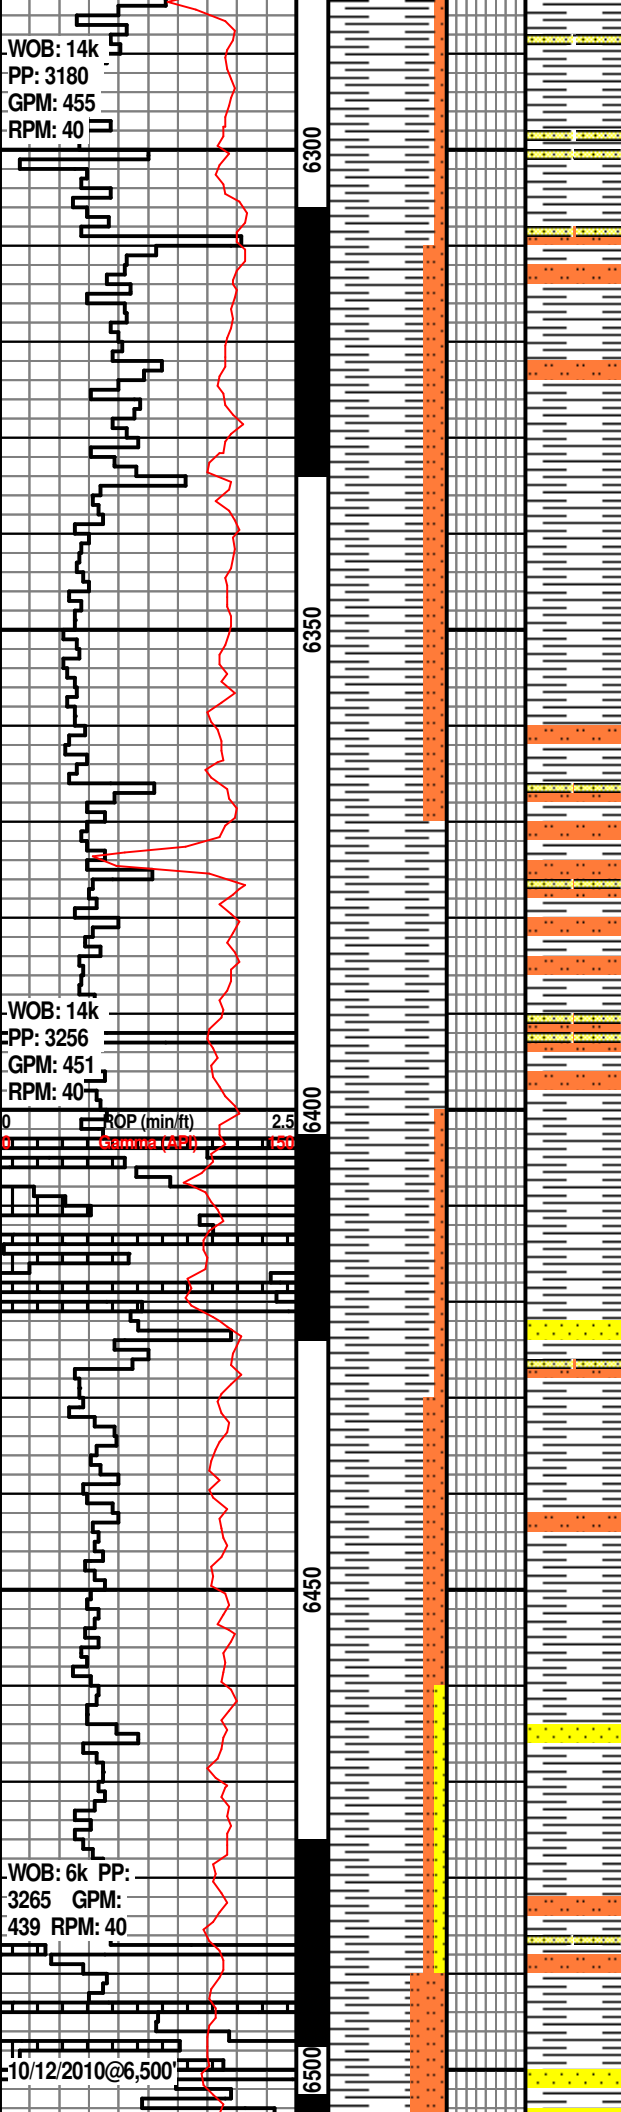 WOB: 14k
PP: 3180
GPM: 455
RPM: 40
6300
6350
WOB: 14k
PP: 3256
GPM: 451
RPM: 40
6400
0 ROP (min/ft) 2.5
0 Gamma (API) 150
6450
WOB: 6k PP:
3265 GPM:
439 RPM: 40
6500
10/12/2010@6,500'